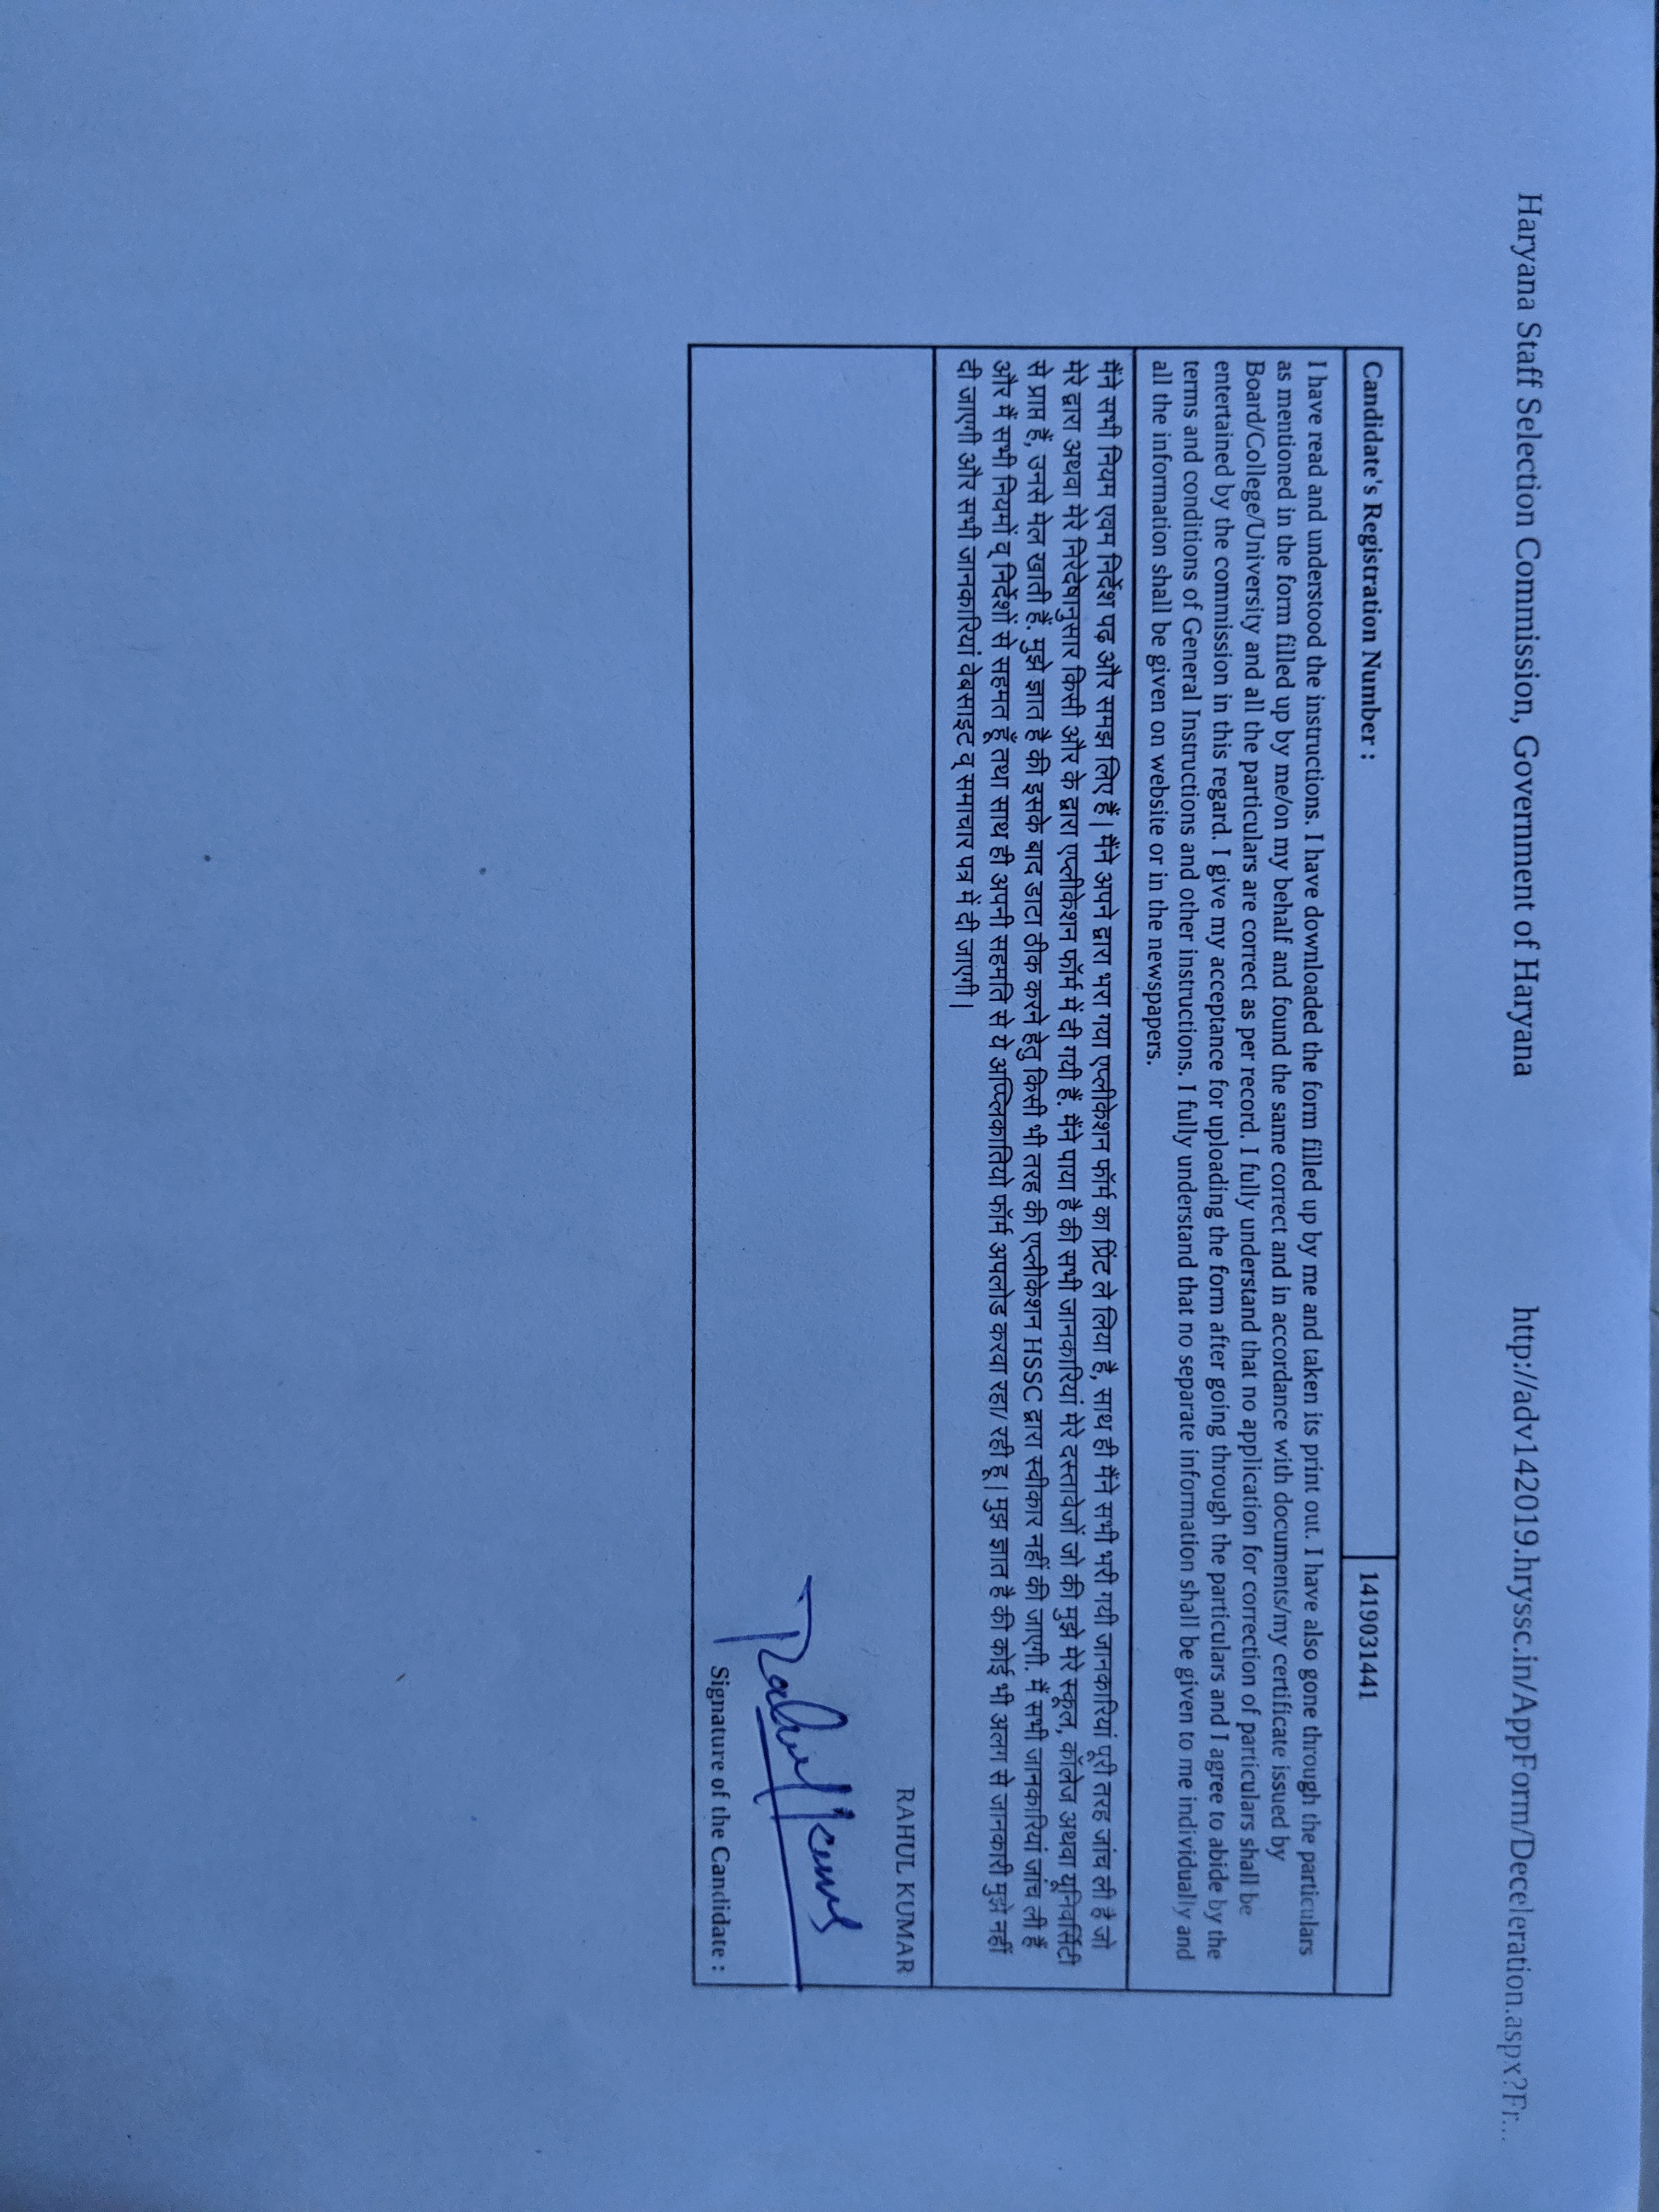 Haryana Staff Selection Commission, Government of Haryana http://adv142019.hryssc.in/AppForm/Deceleration.aspx?Fr...
Candidate's Registration Number : 1419031441
I have read and understood the instructions. I have downloaded the form filled up by me and taken its print out. I have also gone through the particulars
as mentioned in the form filled up by me/on my behalf and found the same correct and in accordance with documents/my certificate issued by
Board/College/University and all the particulars are correct as per record. I fully understand that no application for correction of particulars shall be
entertained by the commission in this regard. I give my acceptance for uploading the form after going through the particulars and I agree to abide by the
terms and conditions of General Instructions and other instructions. I fully understand that no separate information shall be given to me individually and
all the information shall be given on website or in the newspapers.
मैंने सभी नियम एवम निर्देश पढ़ और समझ लिए हैं | मैंने अपने द्वारा भरा गया एप्लीकेशन फॉर्म का प्रिंट ले लिया है, साथ ही मैंने सभी भरी गयी जानकारियां पूरी तरह जांच ली है जो
मेरे द्वारा अथवा मेरे निरेदेषानुसार किसी और के द्वारा एप्लीकेशन फॉर्म में दी गयी हैं. मैंने पाया है की सभी जानकारियां मेरे दस्तावेजों जो की मुझे मेरे स्कूल, कॉलेज अथवा यूनिवर्सिटी
से प्राप्त हैं, उनसे मेल खाती हैं. मुझे ज्ञात है की इसके बाद डाटा ठीक करने हेतु किसी भी तरह की एप्लीकेशन HSSC द्वारा स्वीकार नहीं की जाएगी. मैं सभी जानकारियां जांच ली हैं
और मैं सभी नियमों व् निर्देशों से सहमत हूँ तथा साथ ही अपनी सहमति से ये अप्प्लिकातियो फॉर्म अपलोड करवा रहा/ रही हू | मुझ ज्ञात है की कोई भी अलग से जानकारी मुझे नहीं
दी जाएगी और सभी जानकारियां वेबसाइट व् समाचार पत्र में दी जाएगी |
RAHUL KUMAR
Rahul Kumar
Signature of the Candidate :